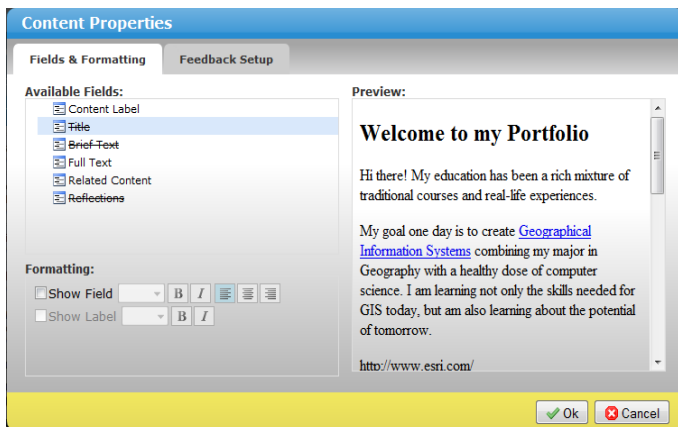 Content Properties
Fields & Formatting
Feedback Setup
Available Fields:
Content Label
Title
Brief Text
Full Text
Related Content
Reflections
Formatting:
Show Field
B I
Show Label
B I
Preview:
Welcome to my Portfolio
Hi there! My education has been a rich mixture of
traditional courses and real-life experiences.
My goal one day is to create Geographical
Information Systems combining my major in
Geography with a healthy dose of computer
science. I am learning not only the skills needed for
GIS today, but am also learning about the potential
of tomorrow.
http://www.esri.com/
Ok
Cancel